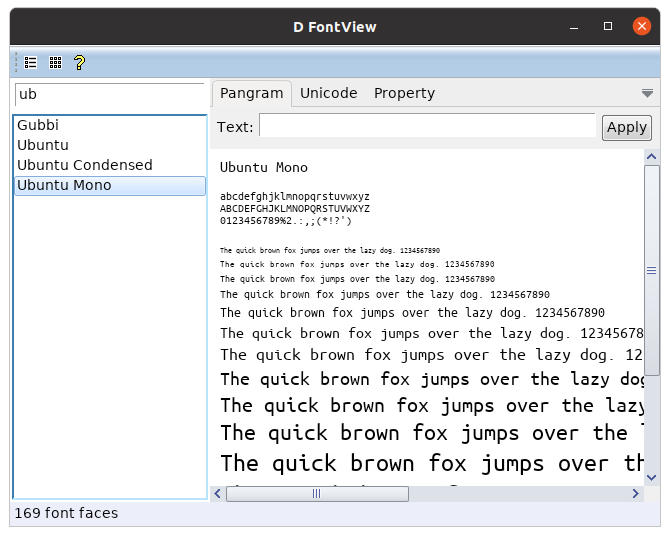 D FontView
ub
Gubbi
Ubuntu
Ubuntu Condensed
Ubuntu Mono
Pangram Unicode Property
Text: Apply
Ubuntu Mono
abcdefghjklmnopqrstuvwxyz
ABCDEFGHJKLMNOPQRSTUVWXYZ
0123456789%2.:,;(*!?')
The quick brown fox jumps over the lazy dog. 1234567890
The quick brown fox jumps over the lazy dog. 1234567890
The quick brown fox jumps over the lazy dog. 1234567890
The quick brown fox jumps over the lazy dog. 1234567890
The quick brown fox jumps over the lazy dog. 1234567890
The quick brown fox jumps over the lazy dog. 12345678
The quick brown fox jumps over the lazy dog. 12
The quick brown fox jumps over the lazy dog
The quick brown fox jumps over the lazy
The quick brown fox jumps over the
The quick brown fox jumps over th
169 font faces